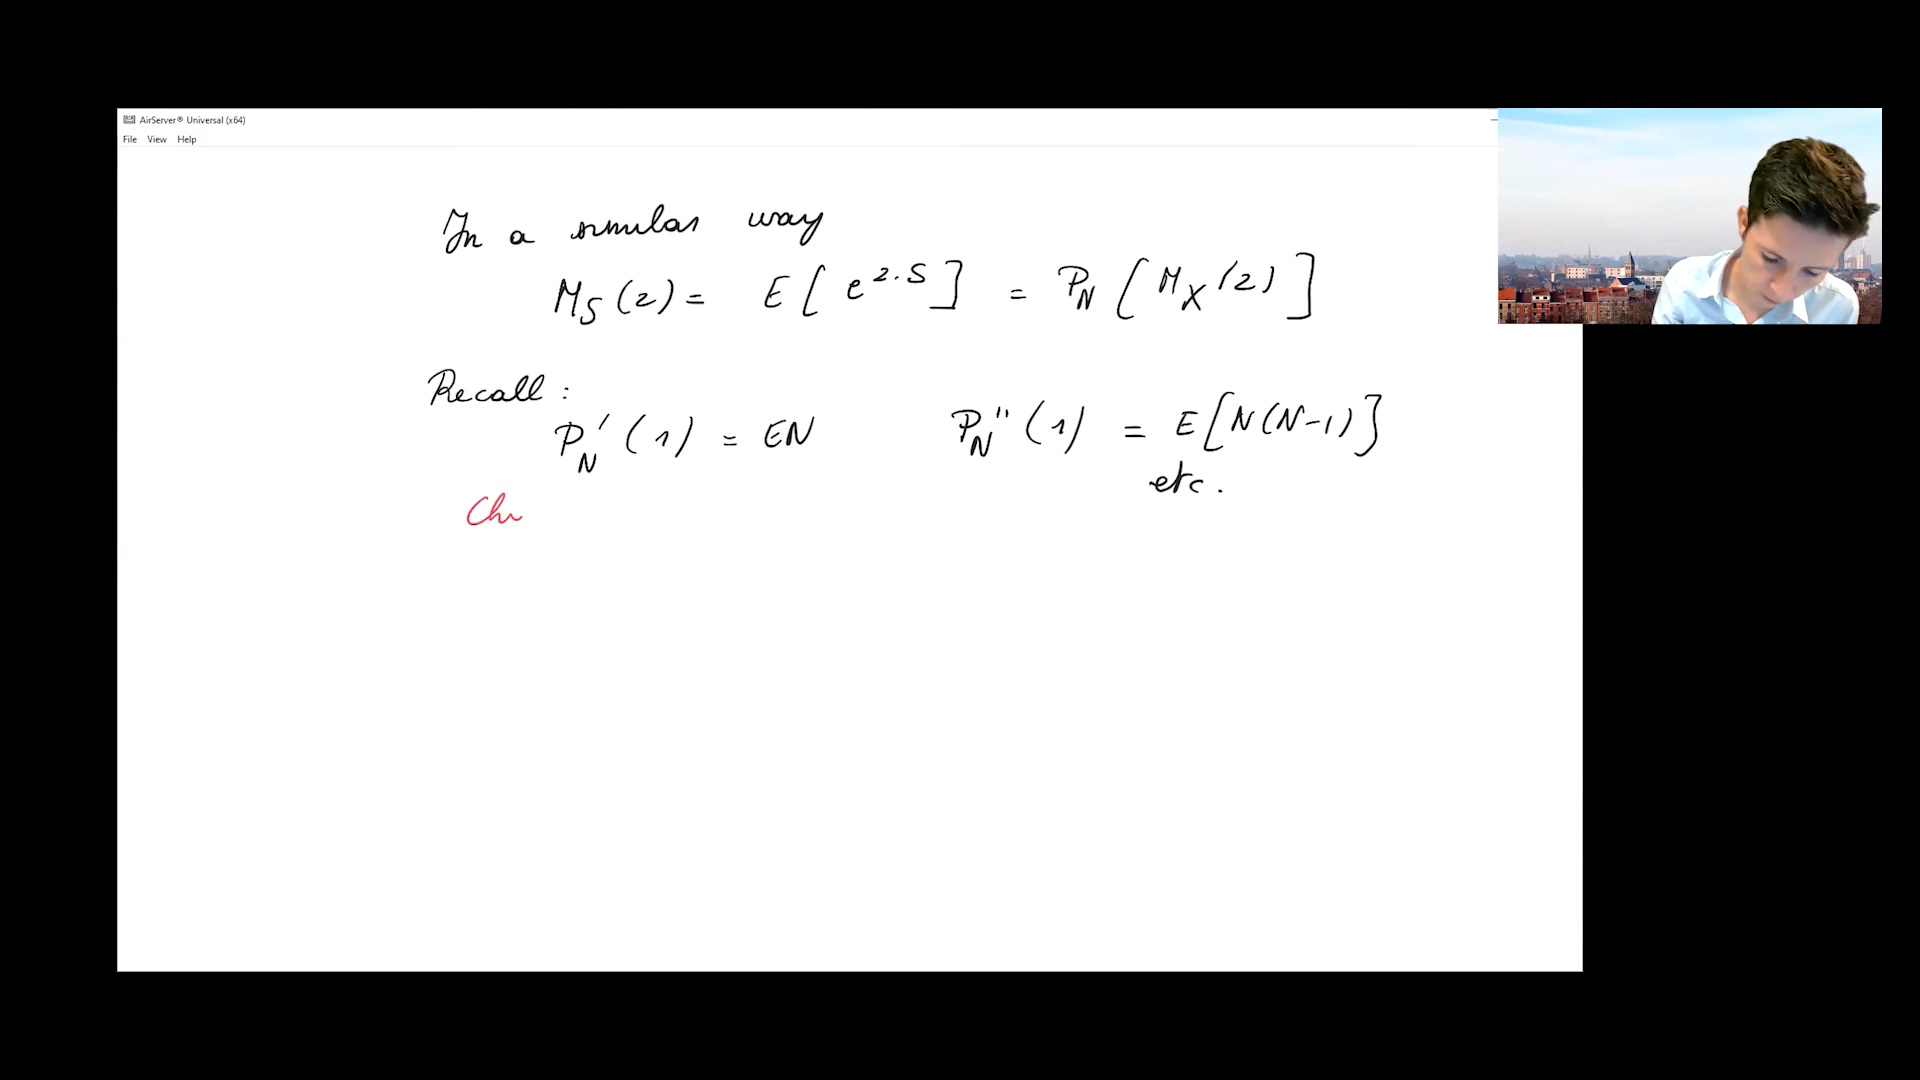 AirServer® Universal (x64)
File View Help
In a similar way
M_S(z) = E[e^{z.S}] = P_N[M_X(z)]
Recall :
P_N'(1) = EN P_N''(1) = E[N(N-1)]
etc.